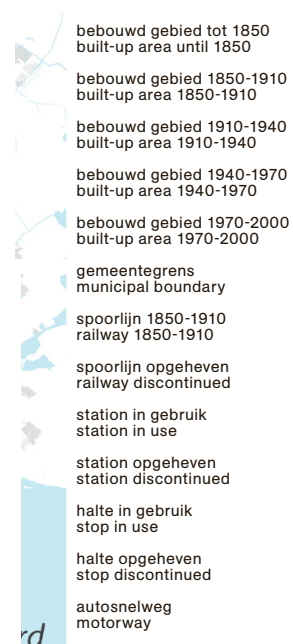 bebouwd gebied tot 1850
built-up area until 1850
bebouwd gebied 1850-1910
built-up area 1850-1910
bebouwd gebied 1910-1940
built-up area 1910-1940
bebouwd gebied 1940-1970
built-up area 1940-1970
bebouwd gebied 1970-2000
built-up area 1970-2000
gemeentegrens
municipal boundary
spoorlijn 1850-1910
railway 1850-1910
spoorlijn opgeheven
railway discontinued
station in gebruik
station in use
station opgeheven
station discontinued
halte in gebruik
stop in use
halte opgeheven
stop discontinued
autosnelweg
motorway
rd